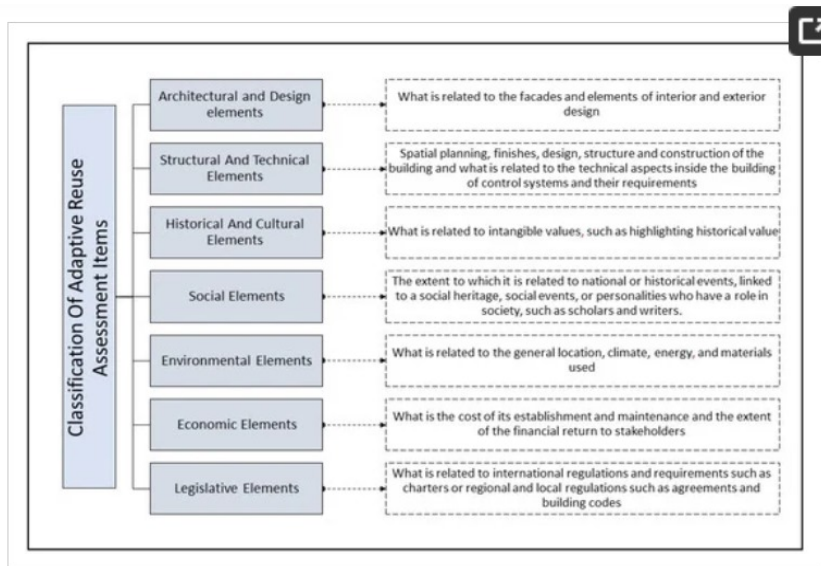 Classification Of Adaptive Reuse
Assessment Items
Architectural and Design
elements
What is related to the facades and elements of interior and exterior
design
Structural And Technical
Elements
Spatial planning, finishes, design, structure and construction of the
building and what is related to the technical aspects inside the building
of control systems and their requirements
Historical And Cultural
Elements
What is related to intangible values, such as highlighting historical value
Social Elements
The extent to which it is related to national or historical events, linked
to a social heritage, social events, or personalities who have a role in
society, such as scholars and writers.
Environmental Elements
What is related to the general location, climate, energy, and materials
used
Economic Elements
What is the cost of its establishment and maintenance and the extent
of the financial return to stakeholders
Legislative Elements
What is related to international regulations and requirements such as
charters or regional and local regulations such as agreements and
building codes